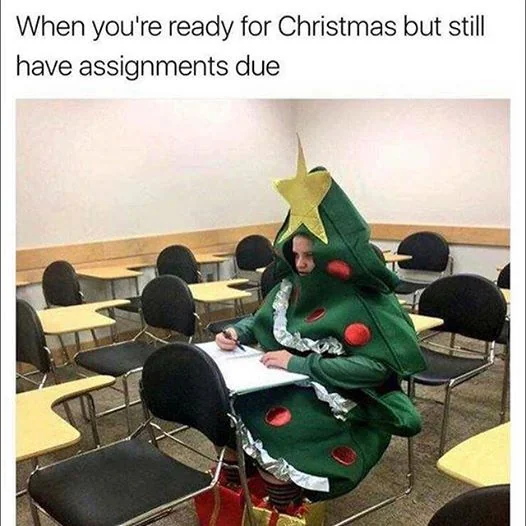 When you're ready for Christmas but still
have assignments due